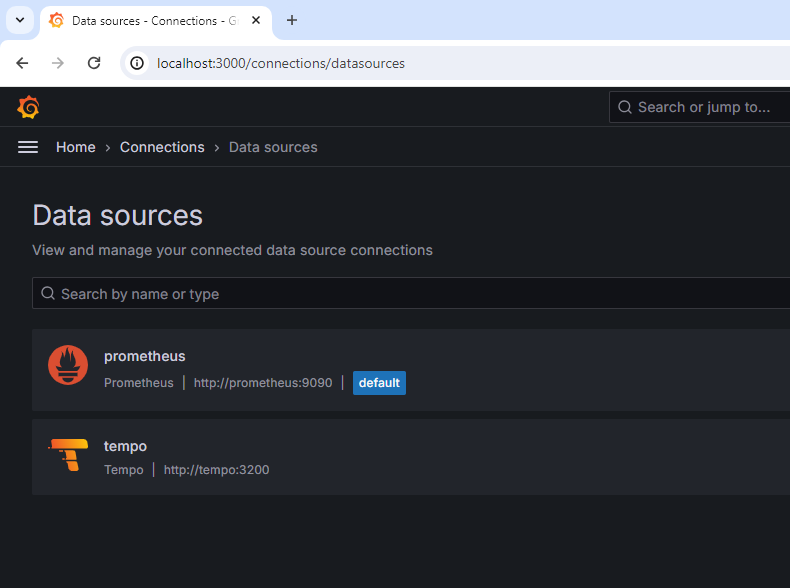 Data sources - Connections - G
localhost:3000/connections/datasources
Search or jump to...
Home › Connections › Data sources
Data sources
View and manage your connected data source connections
Search by name or type
prometheus
Prometheus | http://prometheus:9090 | default
tempo
Tempo | http://tempo:3200